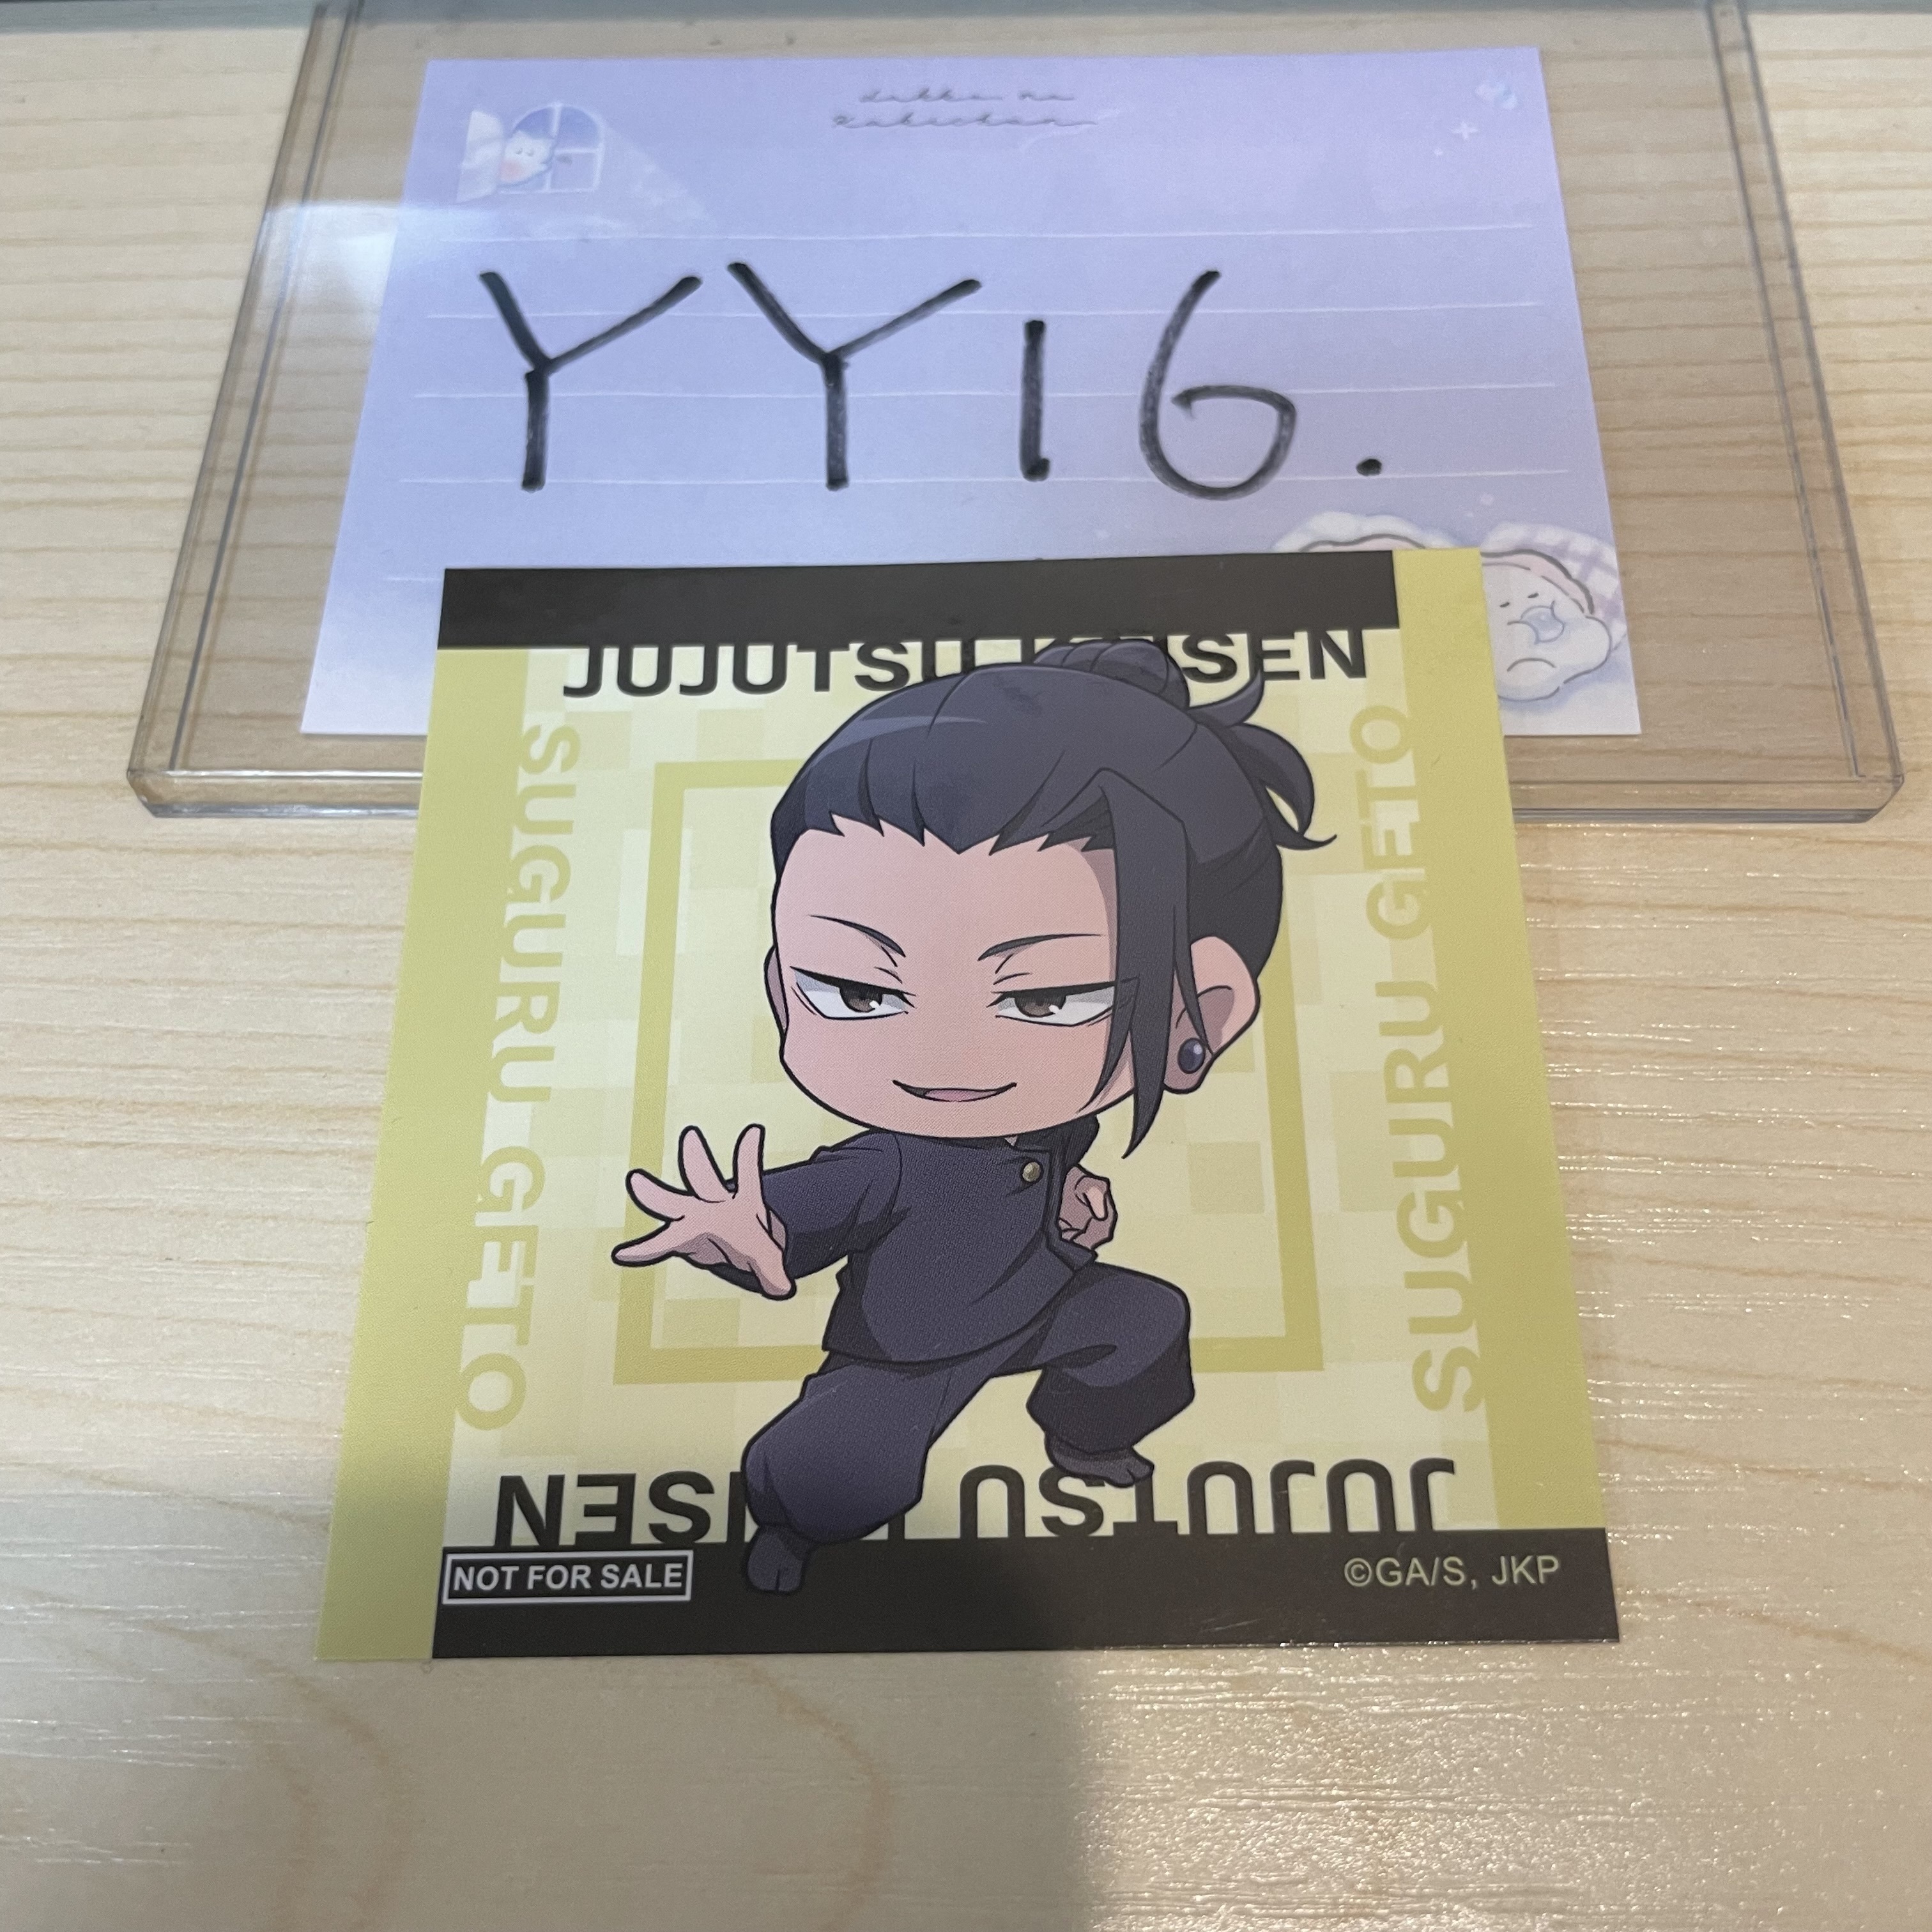 YY16.
JUJUTSU KAISEN
SUGURU GETO
SUGURU GETO
JUJUTSU KAISEN
NOT FOR SALE
©GA/S, JKP